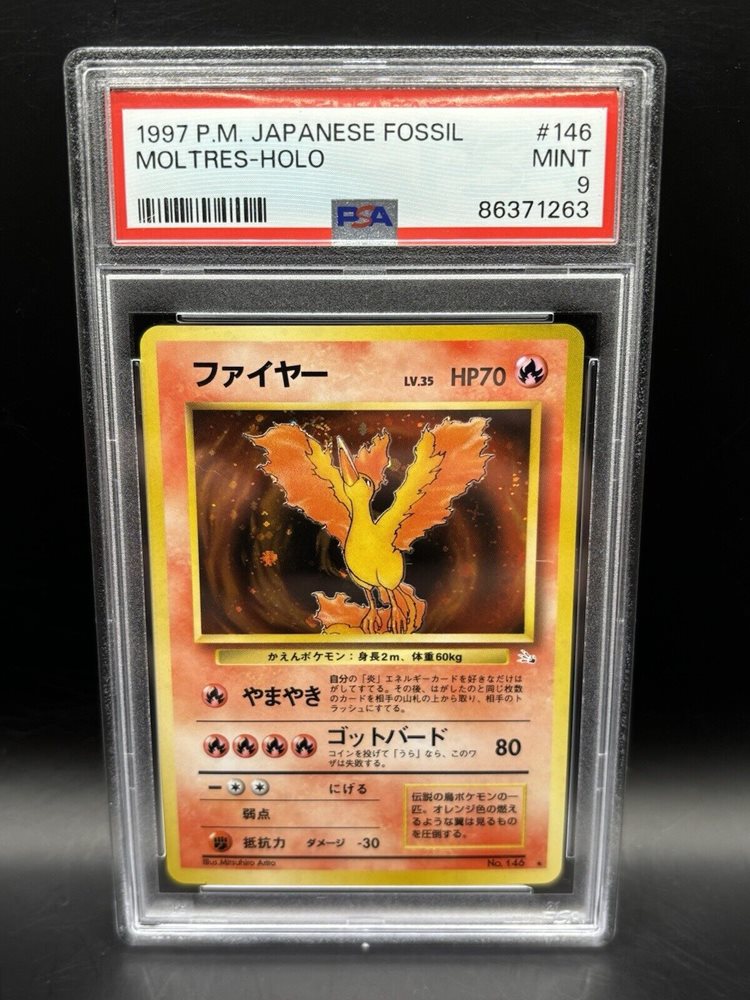 1997 P.M. JAPANESE FOSSIL #146
MOLTRES-HOLO MINT
9
PSA 86371263
ファイヤー LV.35 HP70
かえんポケモン：身長2m、体重60kg
やまやき
自分の「炎」エネルギーカードを好きなだけは
がしてすてる。その後、はがしたのと同じ枚数
のカードを相手の山札の上から取り、相手のト
ラッシュにすてる。
ゴットバード 80
コインを投げて「うら」なら、このワ
ザは失敗する。
にげる
弱点
抵抗力 ダメージ -30
伝説の鳥ポケモンの一
匹。オレンジ色の燃え
るような翼は見るもの
を圧倒する。
Illus. Mitsuhiro Arita No. 146 ★